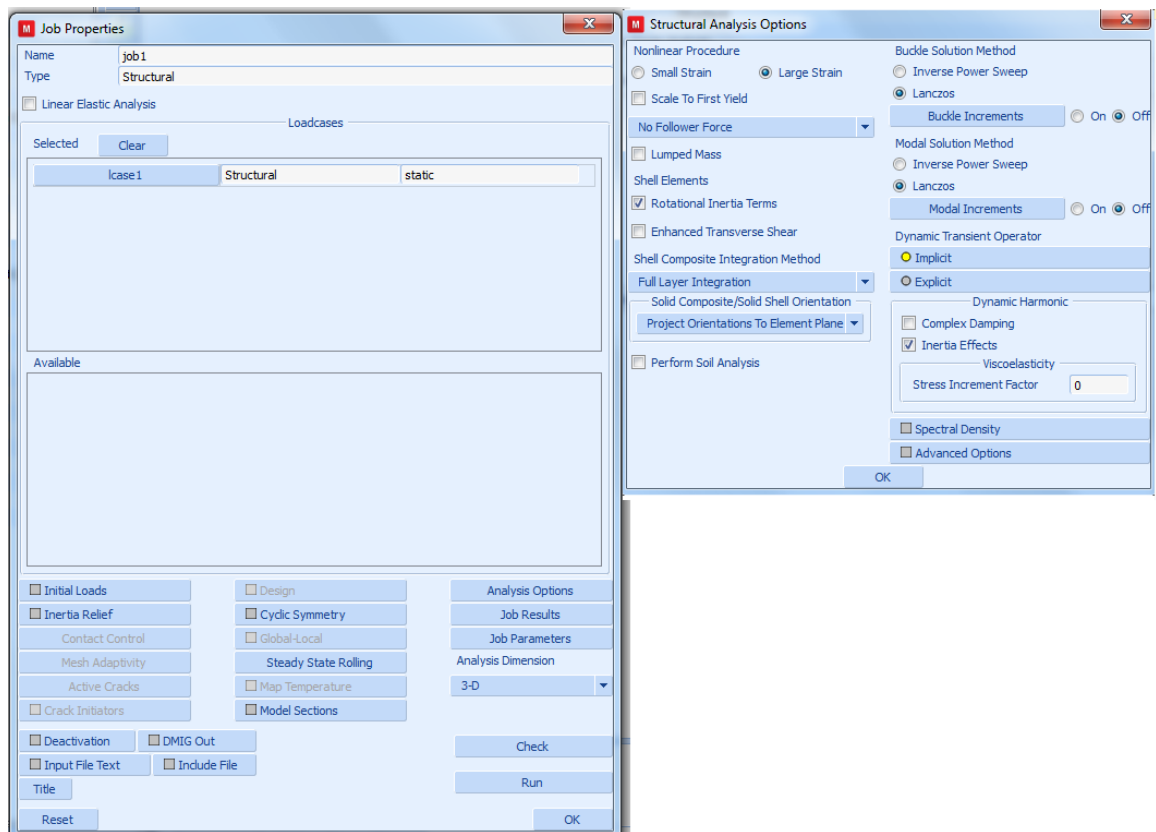 M Job Properties
Name job1
Type Structural
Linear Elastic Analysis
Loadcases
Selected Clear
lcase1 Structural static
Available
Initial Loads Design Analysis Options
Inertia Relief Cyclic Symmetry Job Results
Contact Control Global-Local Job Parameters
Mesh Adaptivity Steady State Rolling Analysis Dimension
Active Cracks Map Temperature 3-D
Crack Initiators Model Sections
Deactivation DMIG Out Check
Input File Text Include File
Title Run
Reset OK
M Structural Analysis Options
Nonlinear Procedure
Small Strain Large Strain
Scale To First Yield
No Follower Force
Lumped Mass
Shell Elements
Rotational Inertia Terms
Enhanced Transverse Shear
Shell Composite Integration Method
Full Layer Integration
Solid Composite/Solid Shell Orientation
Project Orientations To Element Plane
Perform Soil Analysis
Buckle Solution Method
Inverse Power Sweep
Lanczos
Buckle Increments On Off
Modal Solution Method
Inverse Power Sweep
Lanczos
Modal Increments On Off
Dynamic Transient Operator
Implicit
Explicit
Dynamic Harmonic
Complex Damping
Inertia Effects
Viscoelasticity
Stress Increment Factor 0
Spectral Density
Advanced Options
OK